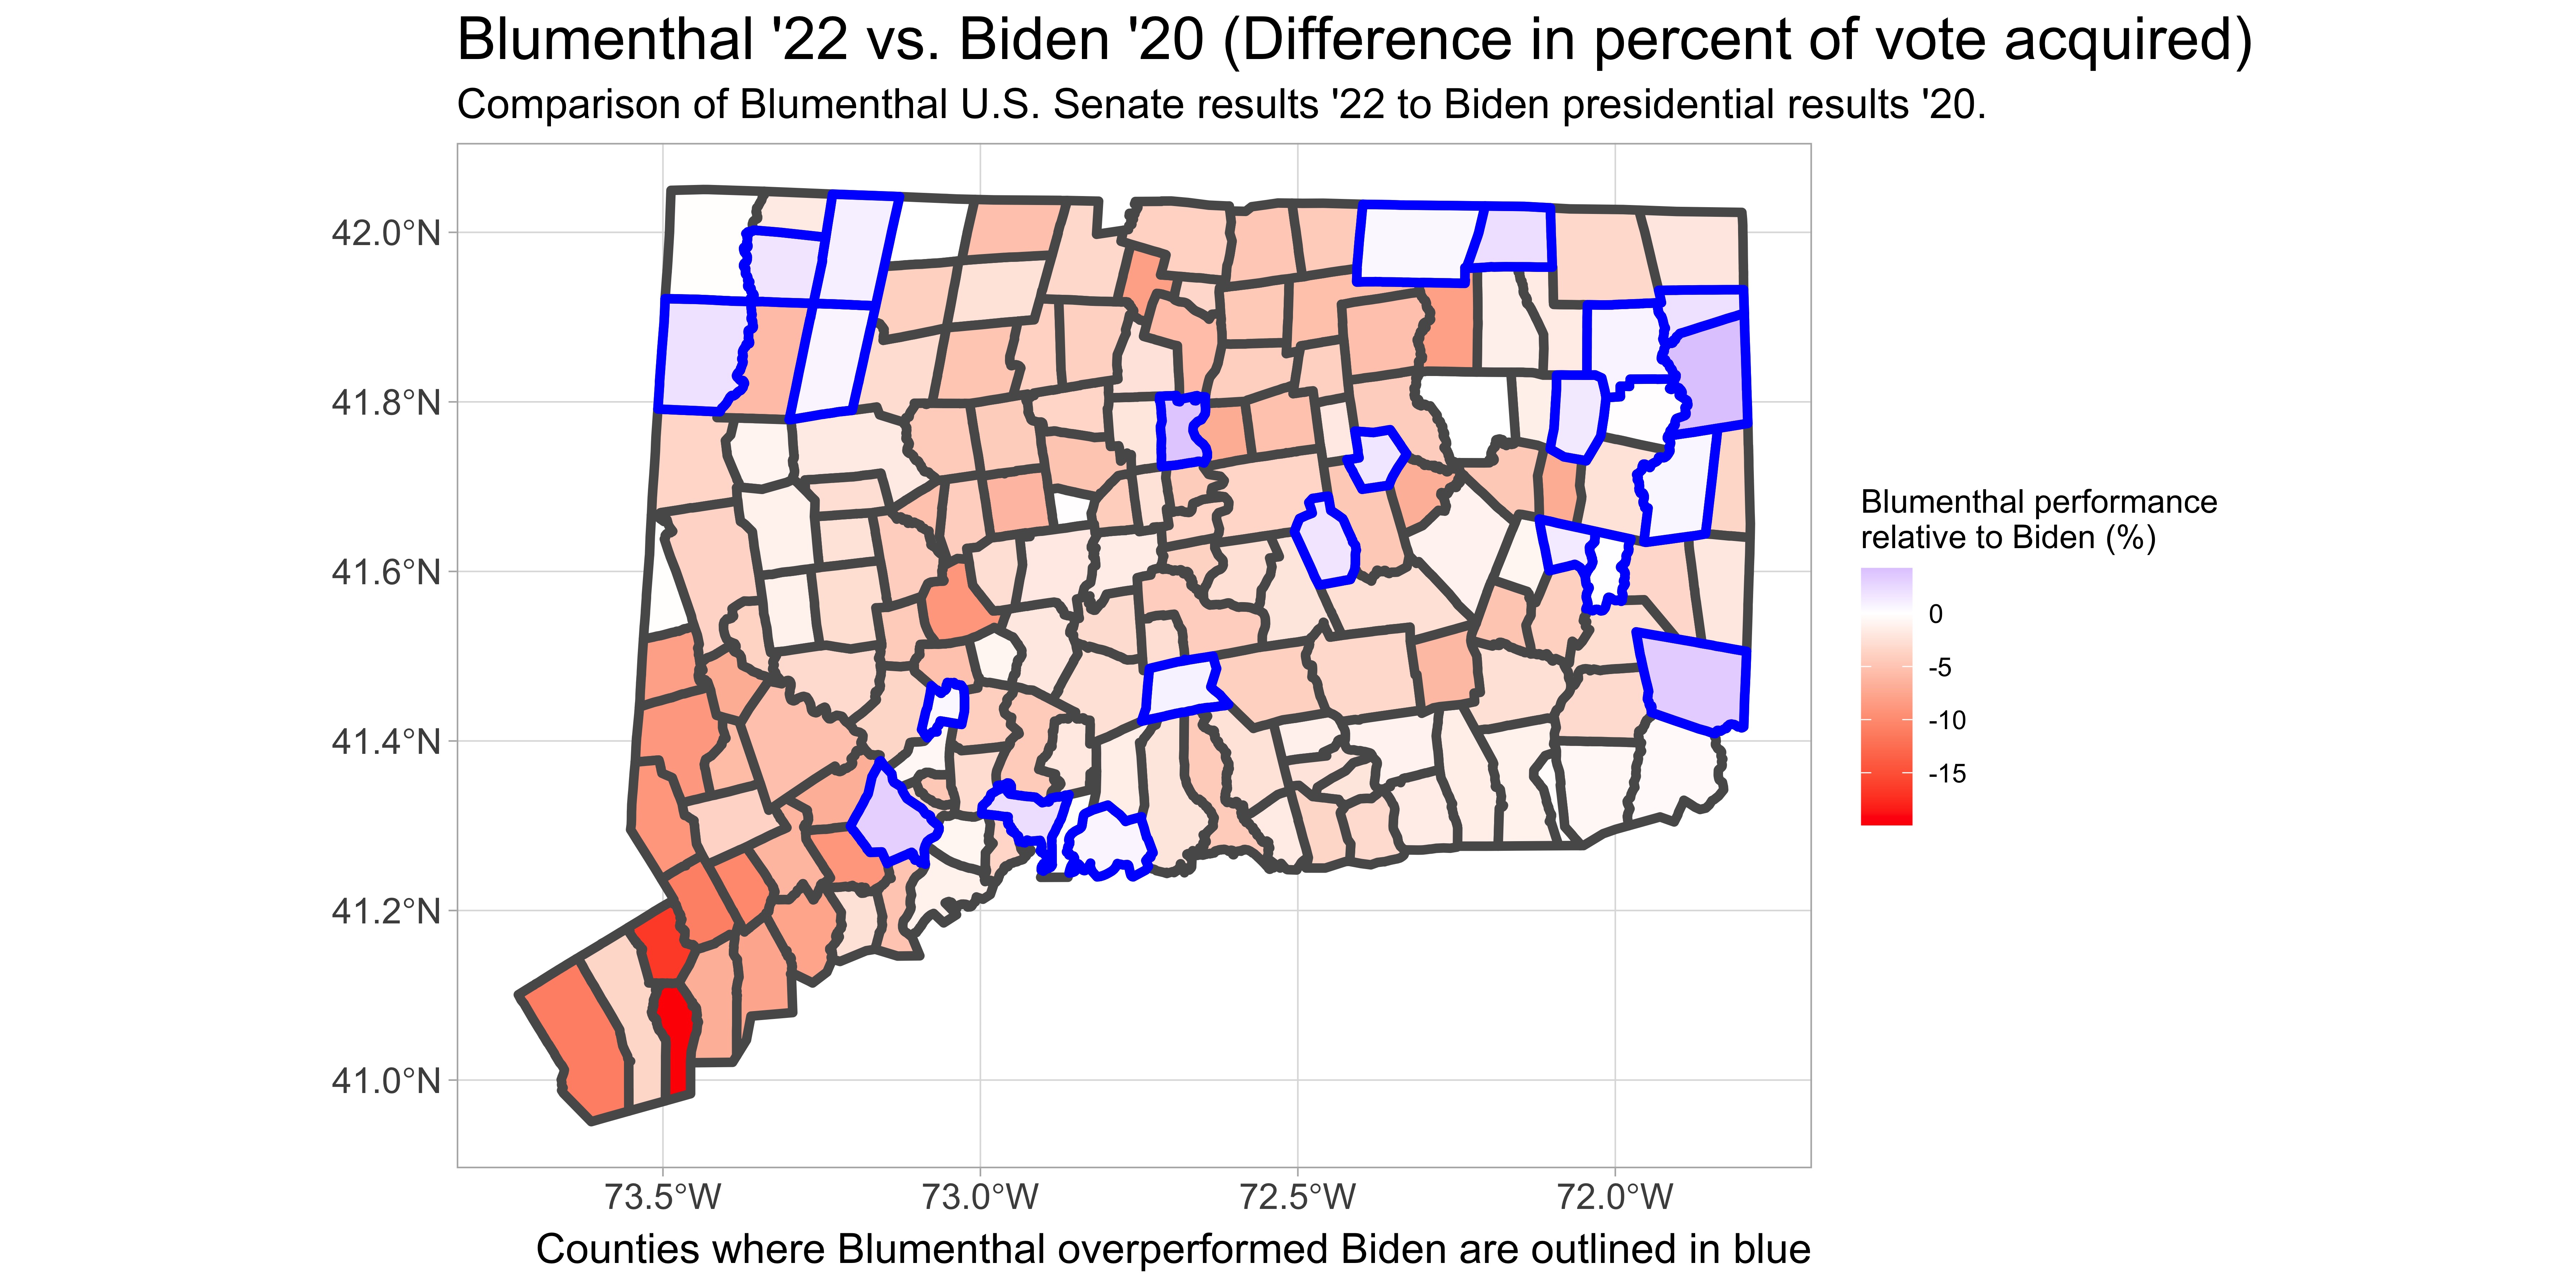 Blumenthal '22 vs. Biden '20 (Difference in percent of vote acquired)
Comparison of Blumenthal U.S. Senate results '22 to Biden presidential results '20.
42.0°N
41.8°N
41.6°N
41.4°N
41.2°N
41.0°N
73.5°W
73.0°W
72.5°W
72.0°W
Blumenthal performance
relative to Biden (%)
0
-5
-10
-15
Counties where Blumenthal overperformed Biden are outlined in blue